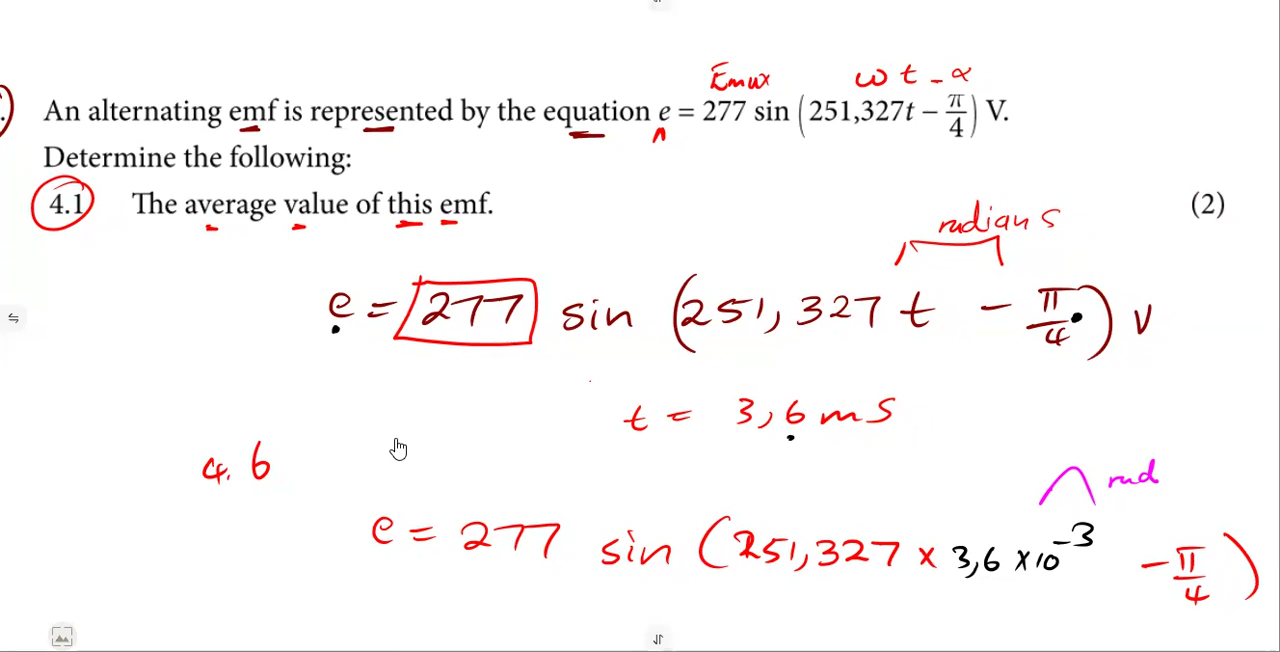 Emax ωt - α
An alternating emf is represented by the equation e = 277 sin (251,327t − π/4) V.
Determine the following:
4.1 The average value of this emf. (2)
radians
e = 277 sin (251,327 t - π/4) V
t = 3,6 ms
4.6
rad
e = 277 sin (251,327 × 3,6 × 10⁻³ - π/4)